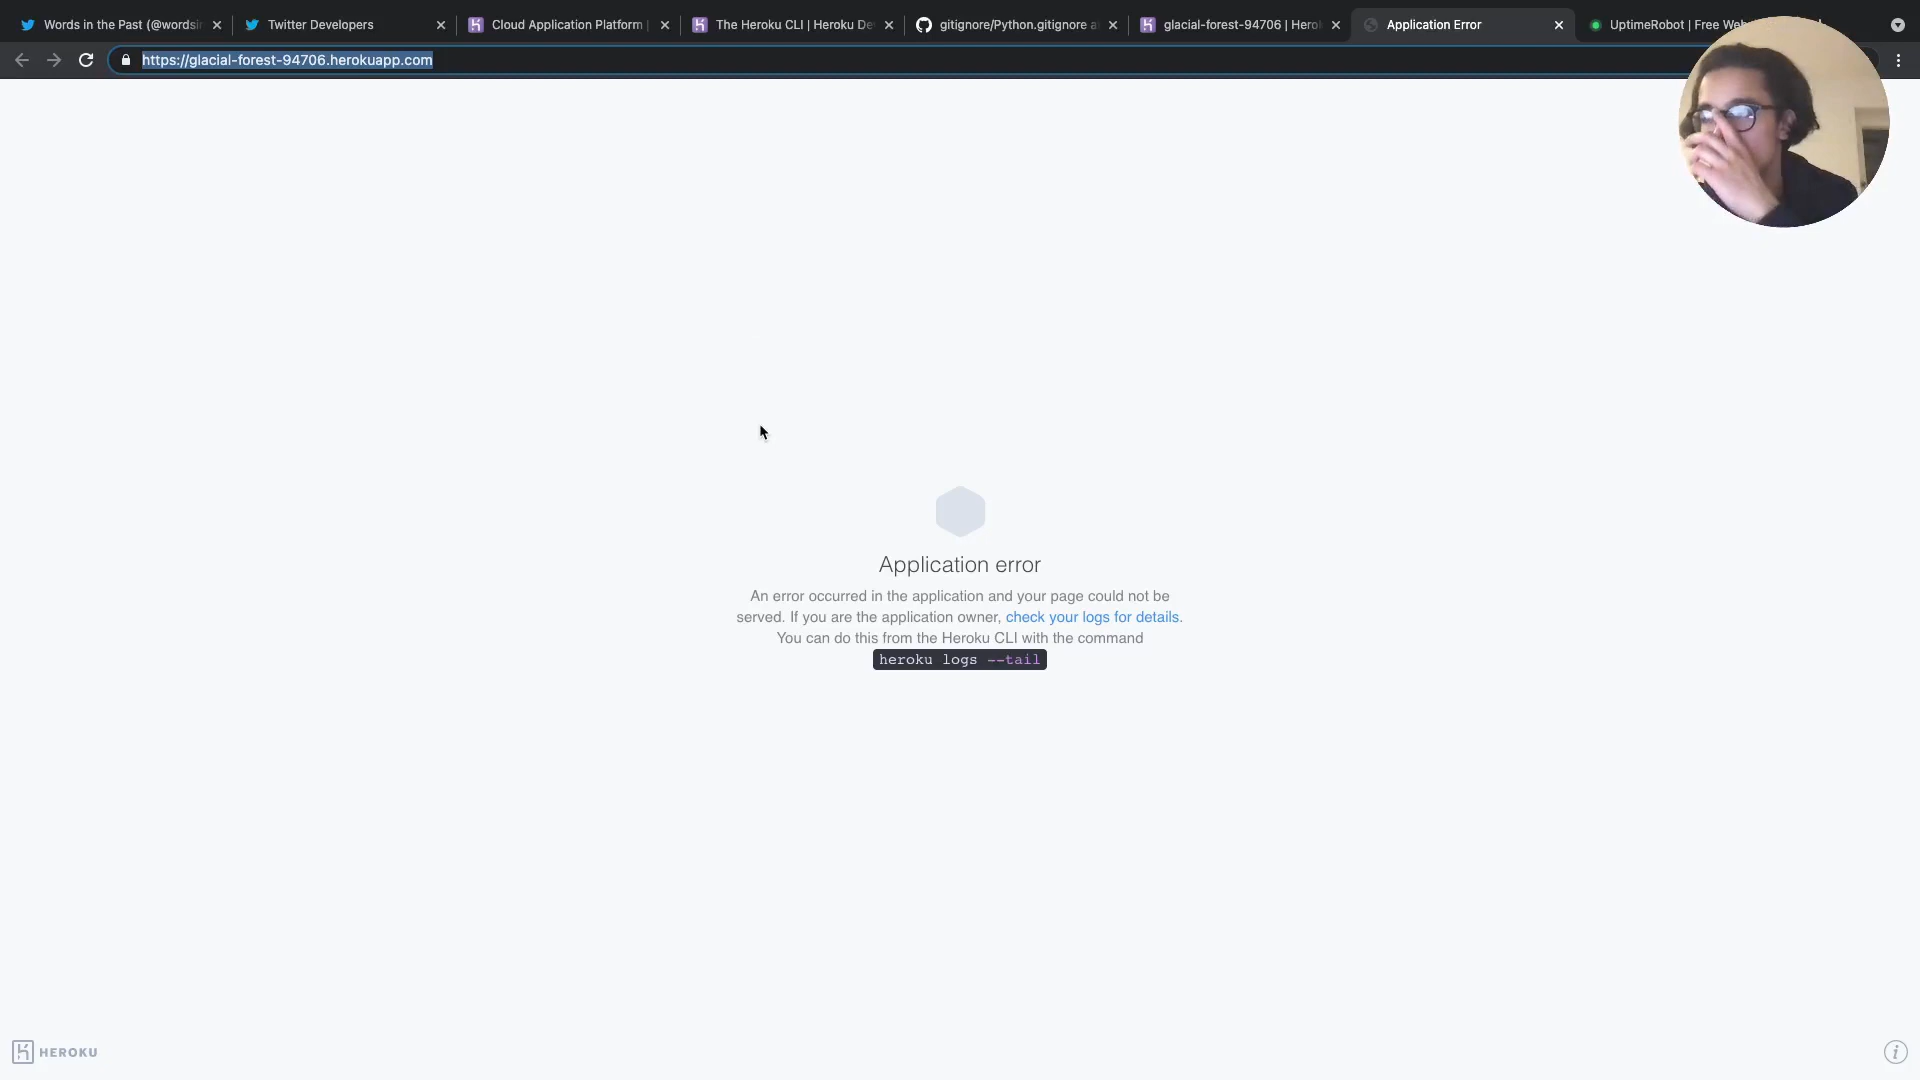 Words in the Past (@wordsin
Twitter Developers
Cloud Application Platform |
The Heroku CLI | Heroku De
gitignore/Python.gitignore a
glacial-forest-94706 | Herok
Application Error
UptimeRobot | Free Web
https://glacial-forest-94706.herokuapp.com
Application error
An error occurred in the application and your page could not be
served. If you are the application owner, check your logs for details.
You can do this from the Heroku CLI with the command
heroku logs --tail
HEROKU